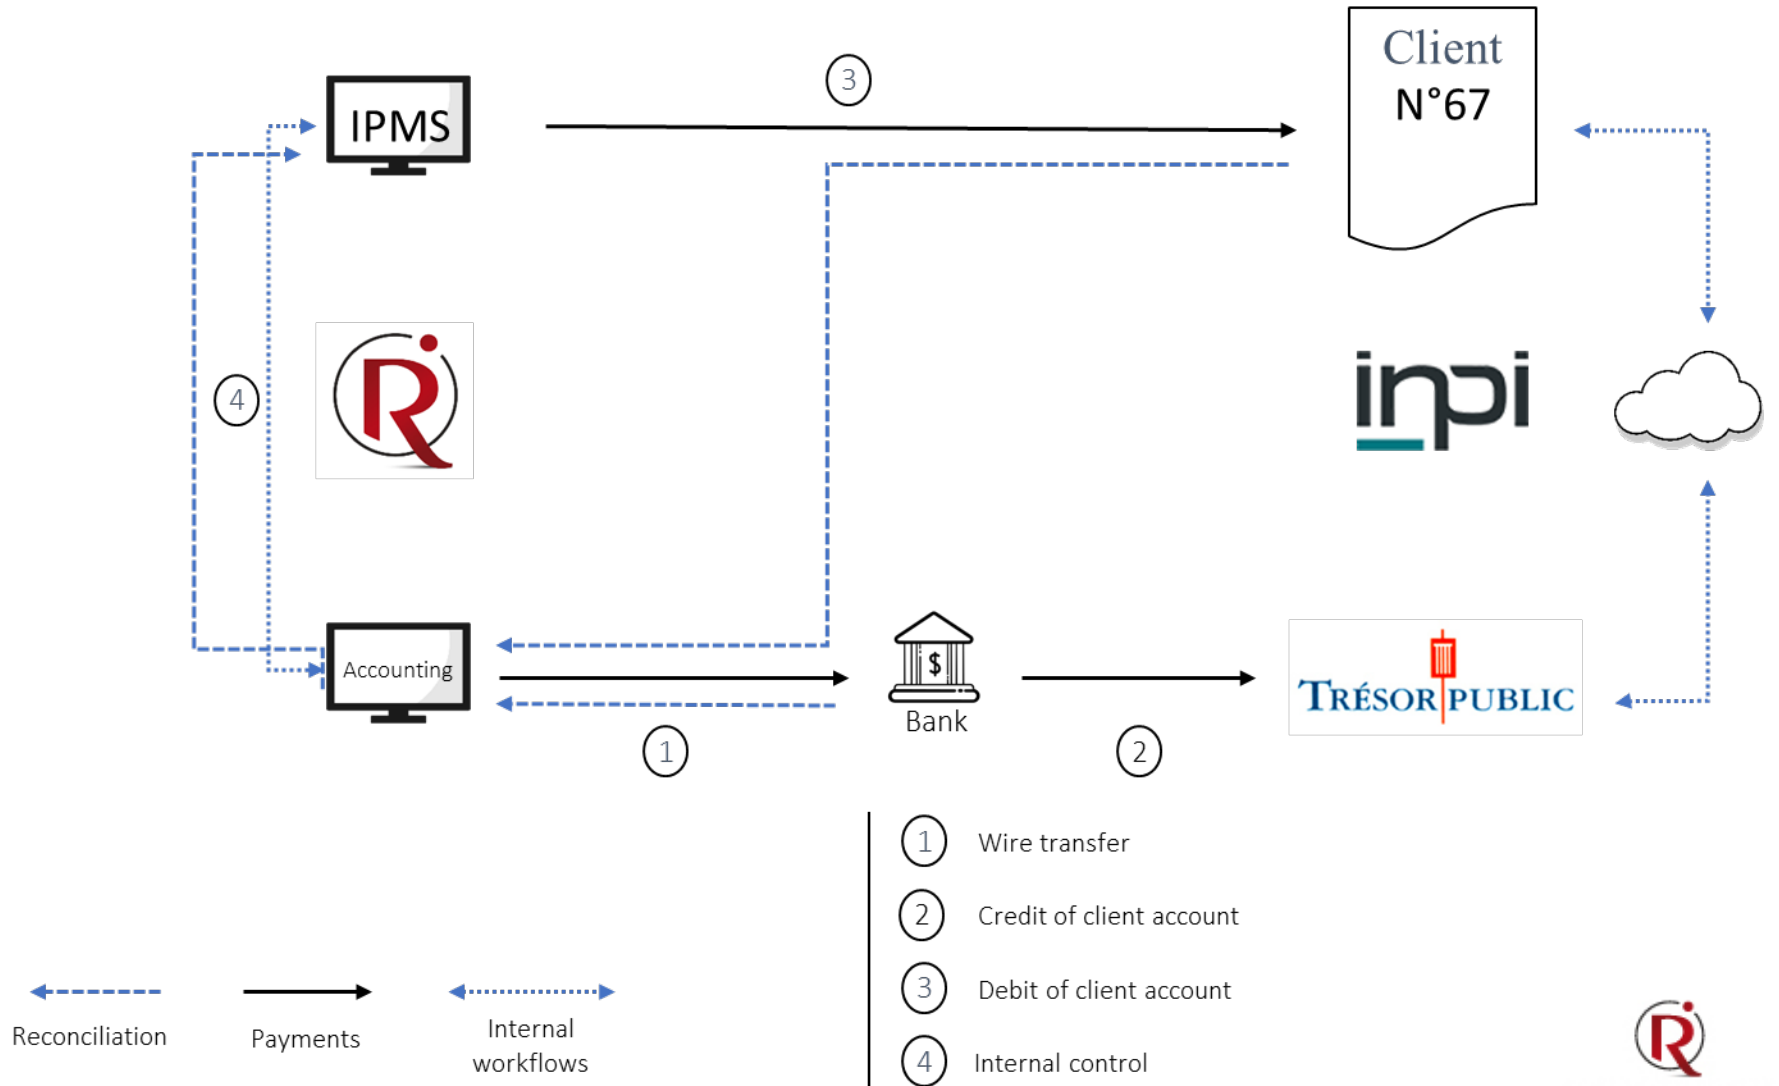 Client
N°67
3
IPMS
4
R
inpi
Accounting
$
Bank
TRÉSOR PUBLIC
1
2
1 Wire transfer
2 Credit of client account
3 Debit of client account
4 Internal control
Reconciliation
Payments
Internal
workflows
R